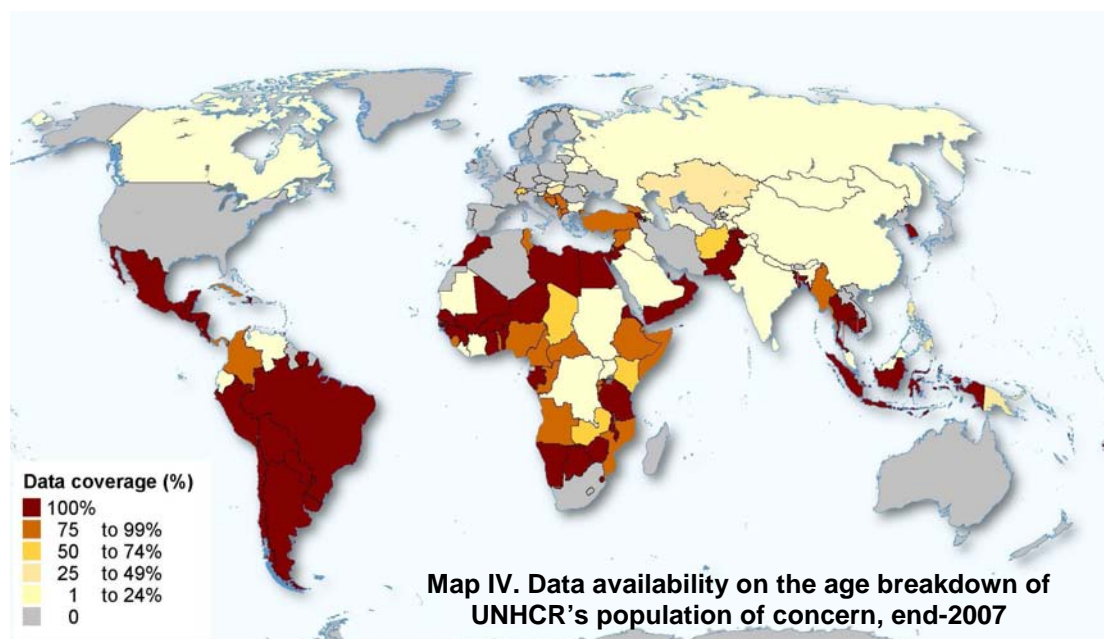 Data coverage (%)
100%
75 to 99%
50 to 74%
25 to 49%
1 to 24%
0
Map IV. Data availability on the age breakdown of
UNHCR’s population of concern, end-2007